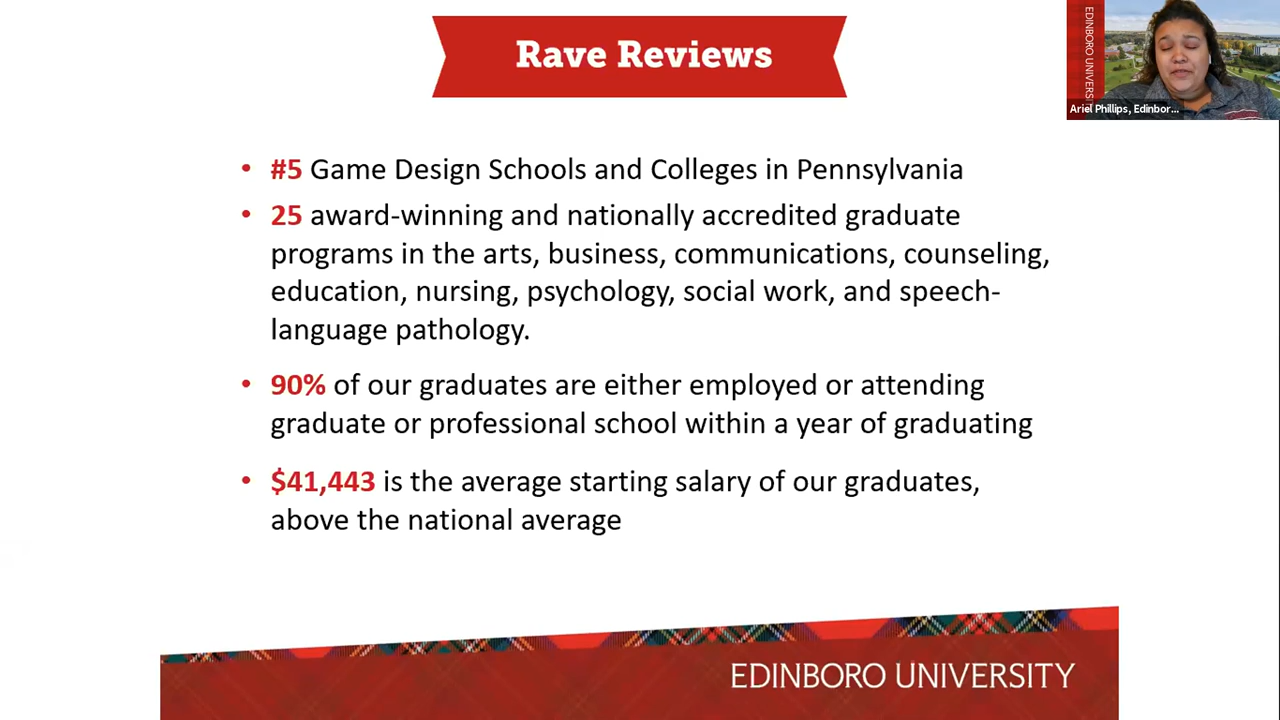 Rave Reviews
EDINBORO UNIVERSITY
Ariel Phillips, Edinbor...
• #5 Game Design Schools and Colleges in Pennsylvania
• 25 award-winning and nationally accredited graduate
programs in the arts, business, communications, counseling,
education, nursing, psychology, social work, and speech-
language pathology.
• 90% of our graduates are either employed or attending
graduate or professional school within a year of graduating
• $41,443 is the average starting salary of our graduates,
above the national average
EDINBORO UNIVERSITY